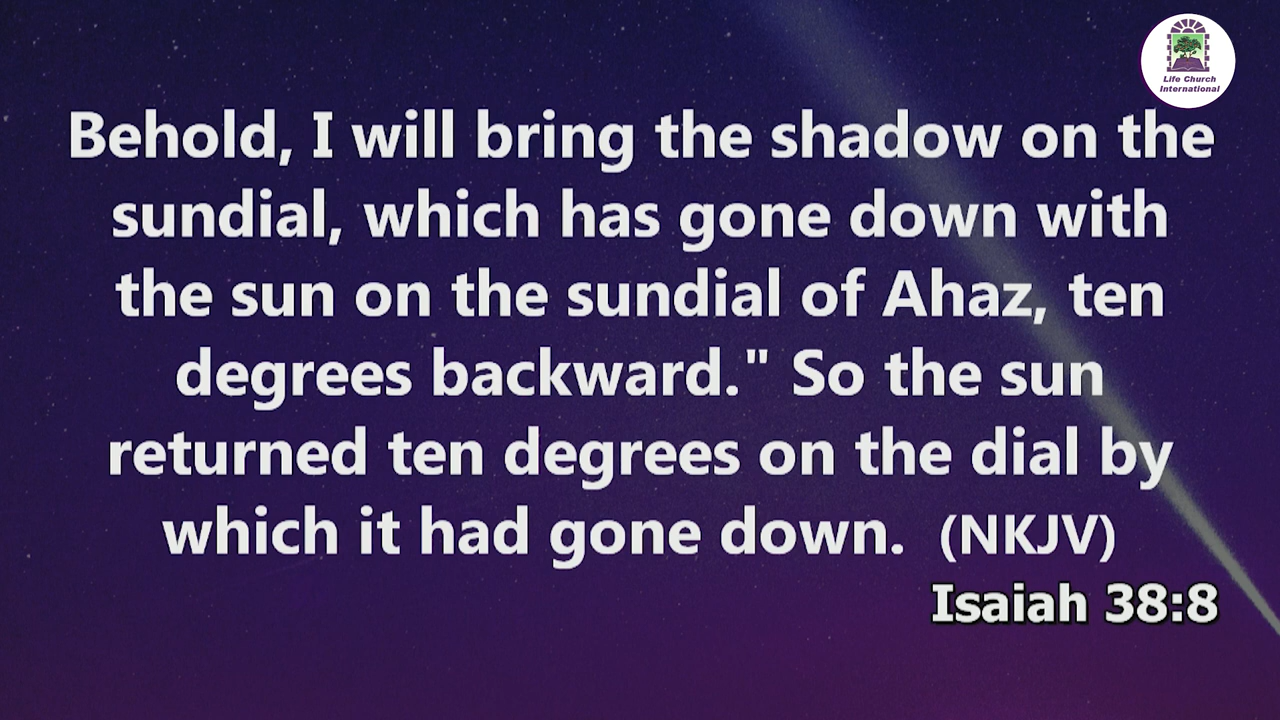 Life Church
International
Behold, I will bring the shadow on the
sundial, which has gone down with
the sun on the sundial of Ahaz, ten
degrees backward." So the sun
returned ten degrees on the dial by
which it had gone down.  (NKJV)
Isaiah 38:8